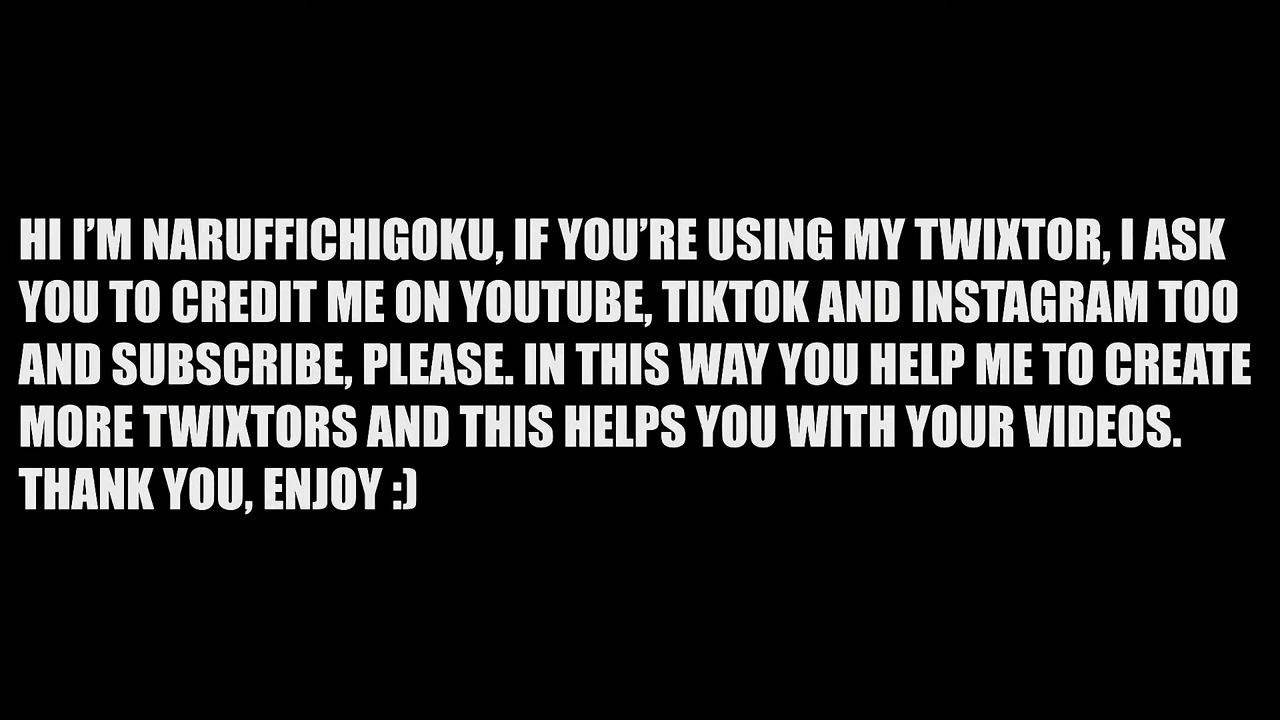 HI I’M NARUFFICHIGOKU, IF YOU’RE USING MY TWIXTOR, I ASK
YOU TO CREDIT ME ON YOUTUBE, TIKTOK AND INSTAGRAM TOO
AND SUBSCRIBE, PLEASE. IN THIS WAY YOU HELP ME TO CREATE
MORE TWIXTORS AND THIS HELPS YOU WITH YOUR VIDEOS.
THANK YOU, ENJOY :)